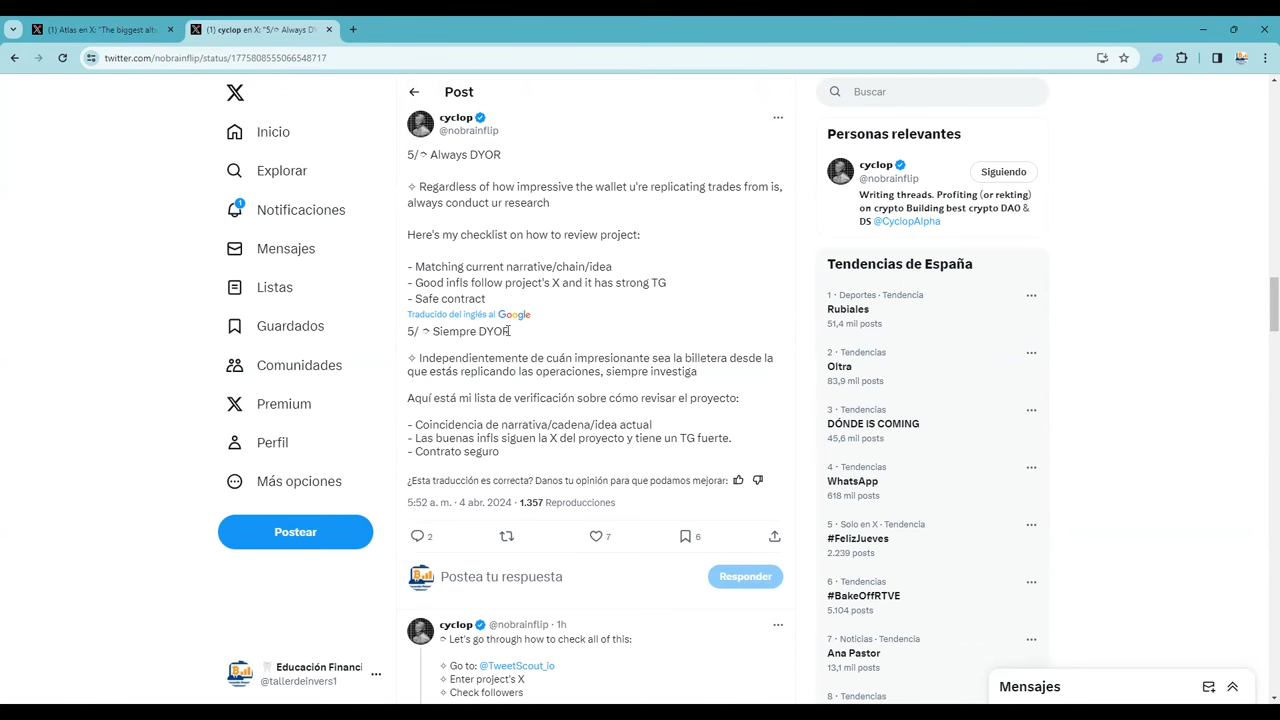 (1) Atlas en X: "The biggest alts
(1) cyclop en X: "5/ Always DY
twitter.com/nobrainflip/status/1775808555066548717
Inicio
Explorar
1
Notificaciones
Mensajes
Listas
Guardados
Comunidades
Premium
Perfil
Más opciones
Postear
Educación Financi
@tallerdeinvers1
Post
cyclop
@nobrainflip
5/ Always DYOR
✧ Regardless of how impressive the wallet u're replicating trades from is,
always conduct ur research
Here's my checklist on how to review project:
- Matching current narrative/chain/idea
- Good infls follow project's X and it has strong TG
- Safe contract
Traducido del inglés al Google
5/ Siempre DYOR
✧ Independientemente de cuán impresionante sea la billetera desde la
que estás replicando las operaciones, siempre investiga
Aquí está mi lista de verificación sobre cómo revisar el proyecto:
- Coincidencia de narrativa/cadena/idea actual
- Las buenas infls siguen la X del proyecto y tiene un TG fuerte.
- Contrato seguro
¿Esta traducción es correcta? Danos tu opinión para que podamos mejorar:
5:52 a. m. · 4 abr. 2024 · 1.357 Reproducciones
2 7 6
Postea tu respuesta
Responder
cyclop @nobrainflip · 1h
Let's go through how to check all of this:
✧ Go to: @TweetScout_io
✧ Enter project's X
✧ Check followers
Buscar
Personas relevantes
cyclop
@nobrainflip
Siguiendo
Writing threads. Profiting (or rekting)
on crypto Building best crypto DAO &
DS @CyclopAlpha
Tendencias de España
1 · Deportes · Tendencia
Rubiales
51,4 mil posts
2 · Tendencias
Oltra
83,9 mil posts
3 · Tendencias
DÓNDE IS COMING
45,6 mil posts
4 · Tendencias
WhatsApp
618 mil posts
5 · Solo en X · Tendencia
#FelizJueves
2.239 posts
6 · Tendencias
#BakeOffRTVE
5.104 posts
7 · Noticias · Tendencia
Ana Pastor
13,1 mil posts
8 · Tendencias
Mensajes